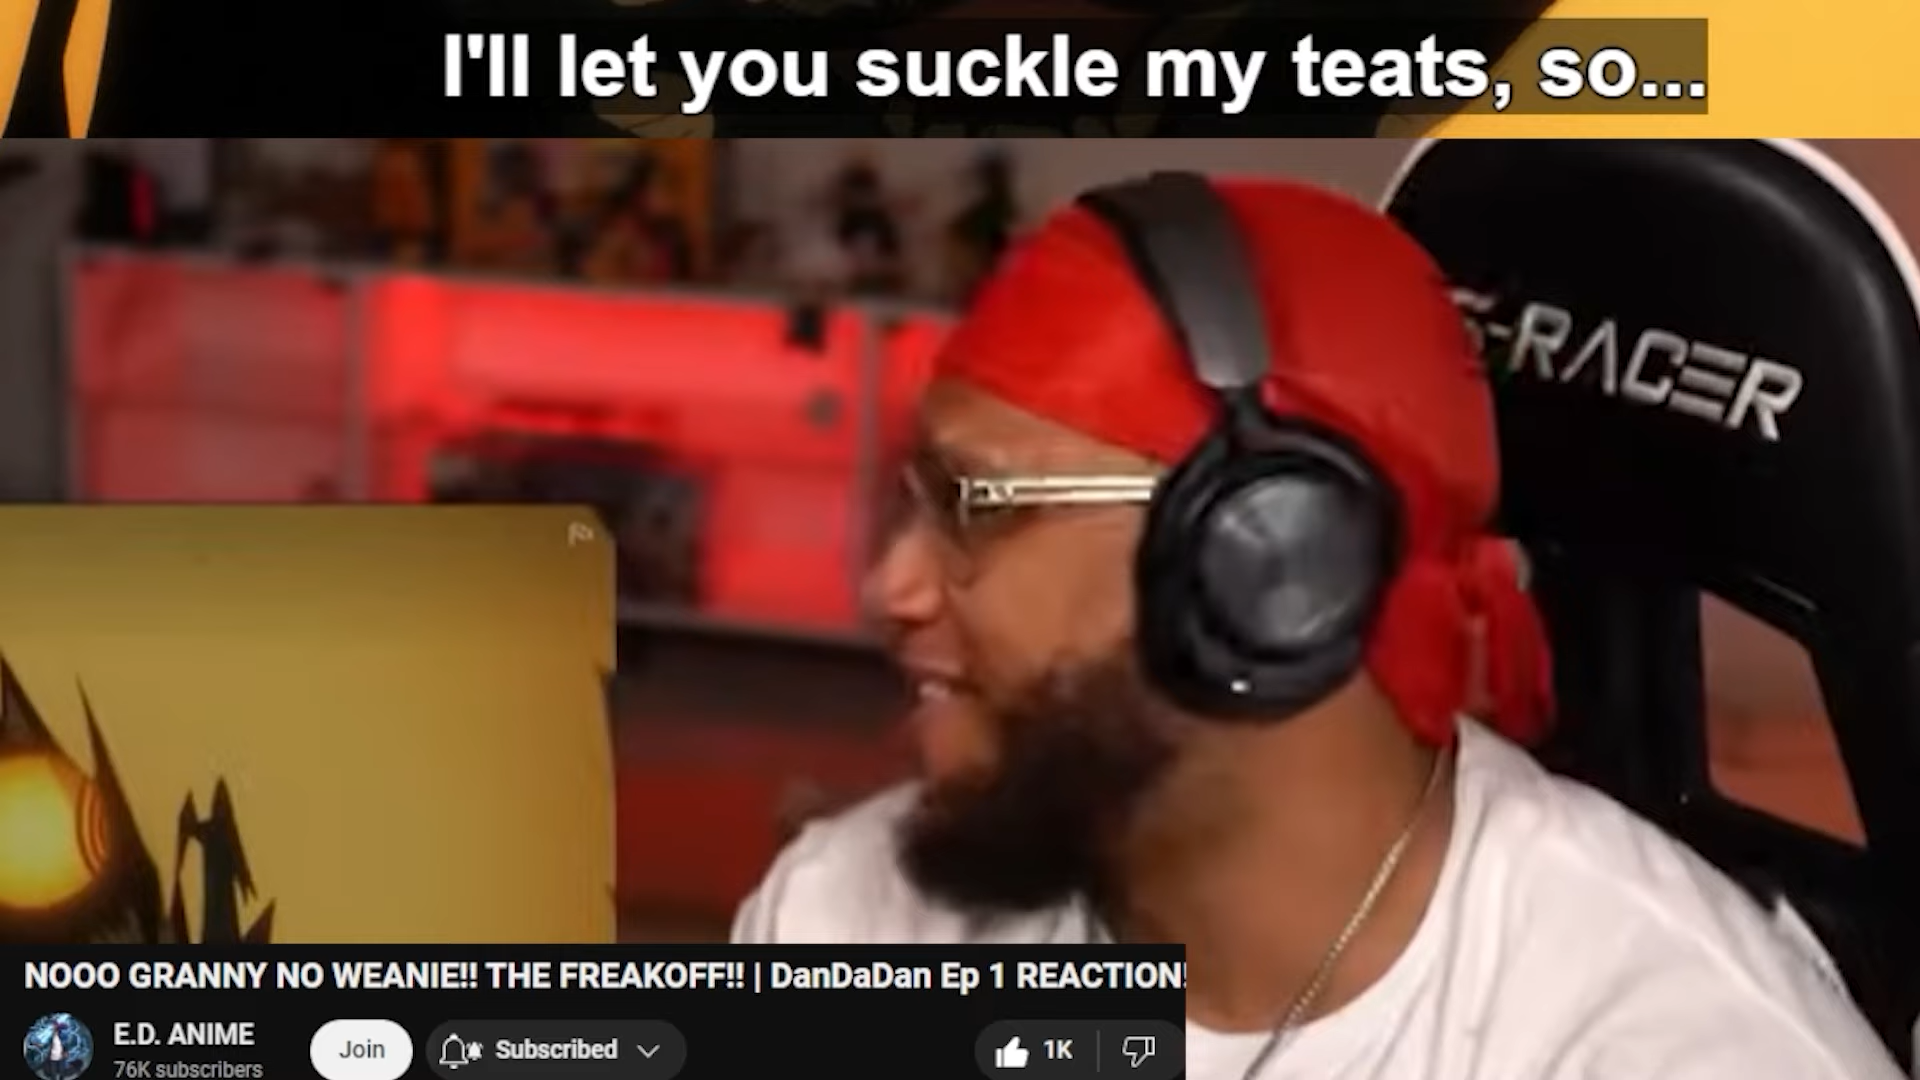 I'll let you suckle my teats, so...
-RACER
NOOO GRANNY NO WEANIE!! THE FREAKOFF!! | DanDaDan Ep 1 REACTION!
E.D. ANIME
76K subscribers
Join
Subscribed
1K